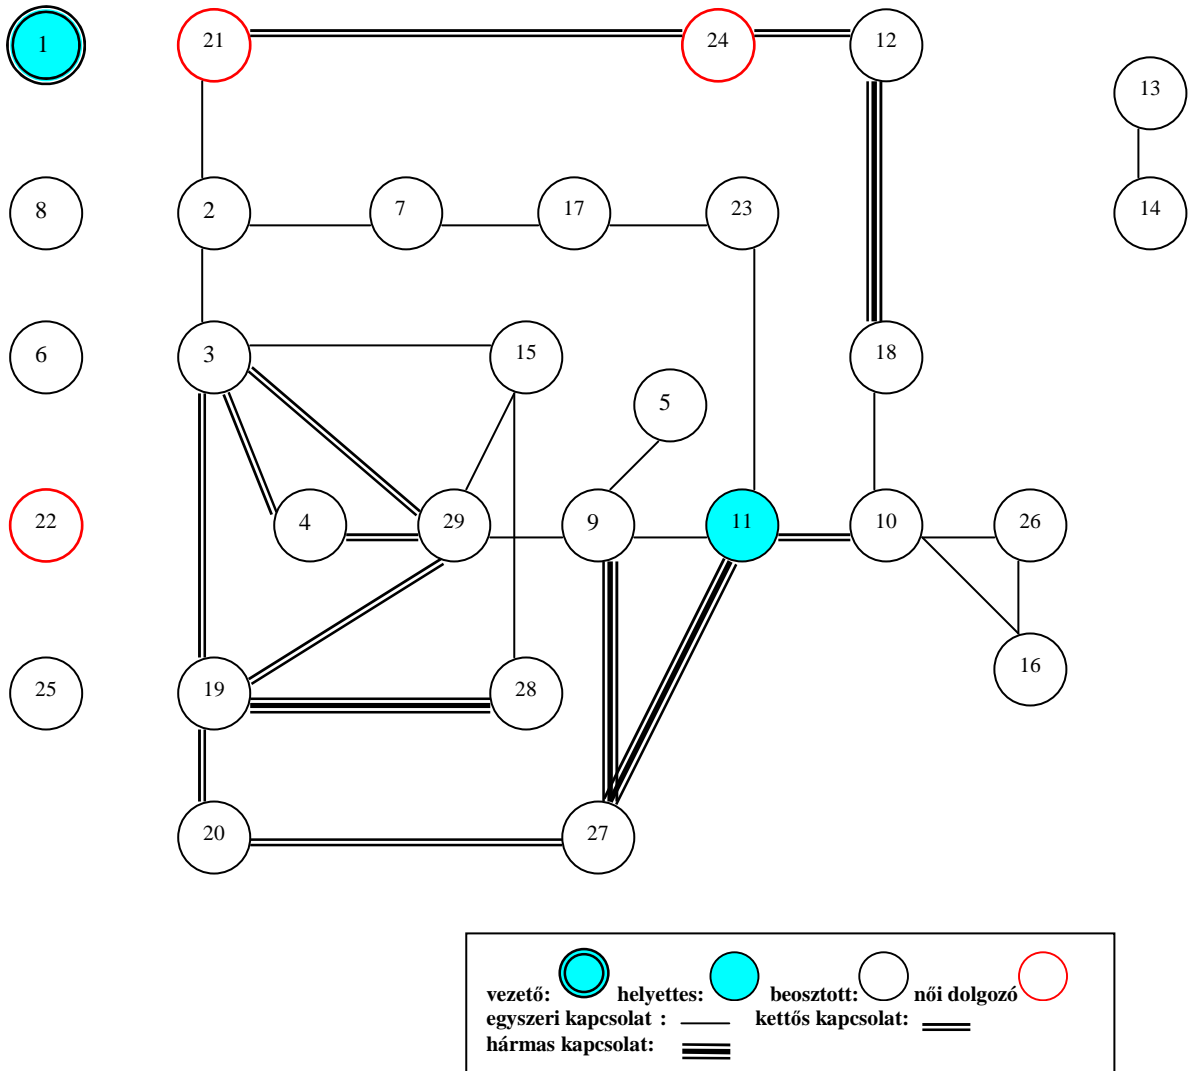 1 21 24 12
13
8 2 7 17 23 14
6 3 15 18
5
22 4 29 9 11 10 26
25 19 28 16
20 27
vezető: helyettes: beosztott: női dolgozó
egyszeri kapcsolat : kettős kapcsolat:
hármas kapcsolat: